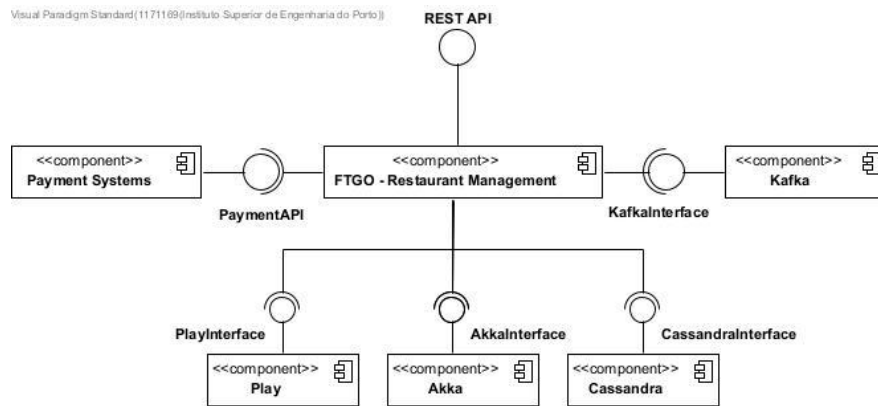 Visual Paradigm Standard(1171169(Instituto Superior de Engenharia do Porto))
REST API
<<component>>
Payment Systems
<<component>>
FTGO - Restaurant Management
<<component>>
Kafka
PaymentAPI
KafkaInterface
PlayInterface
AkkaInterface
CassandraInterface
<<component>>
Play
<<component>>
Akka
<<component>>
Cassandra